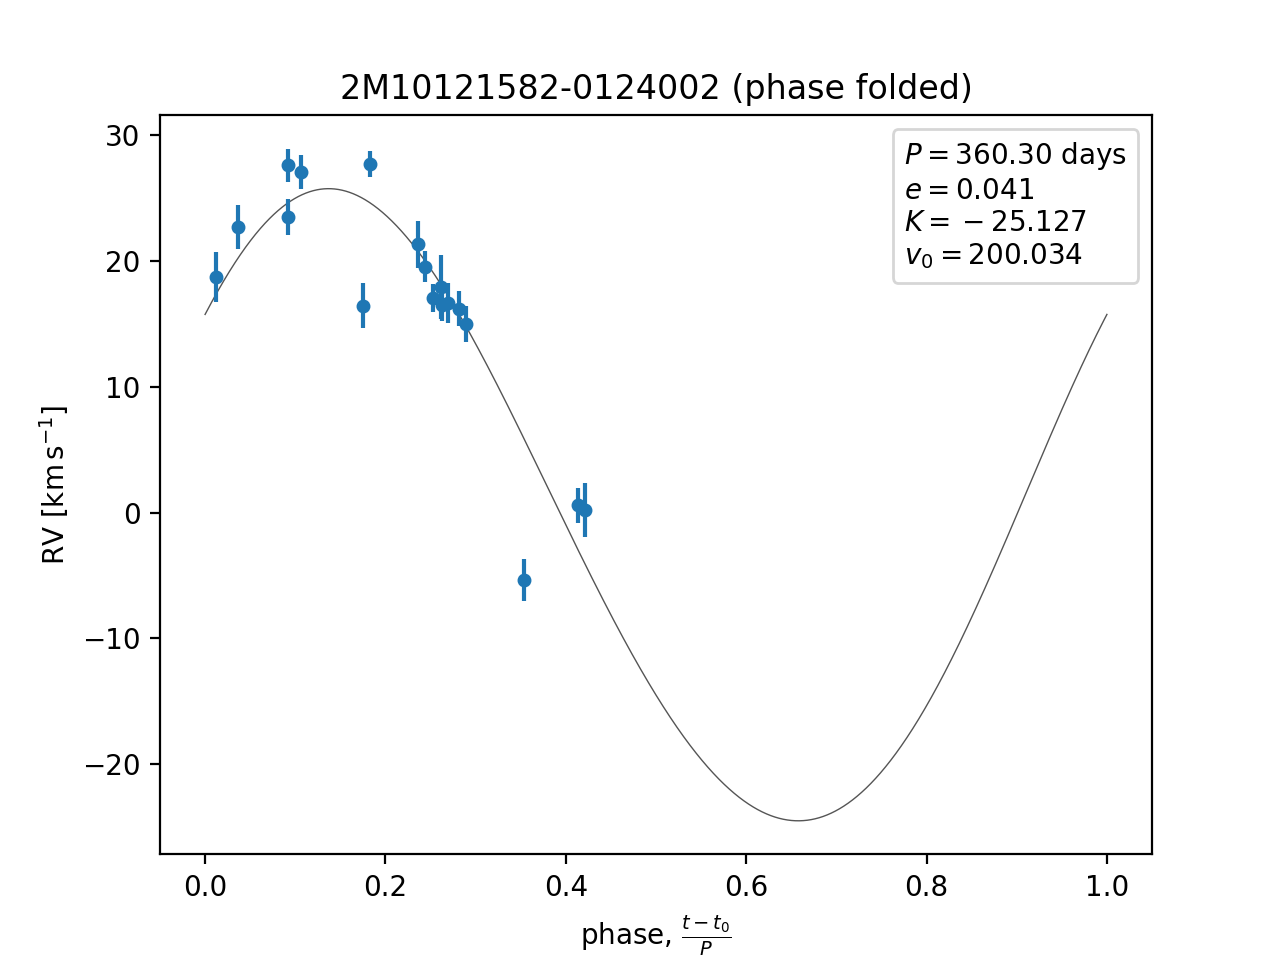 2M10121582-0124002 (phase folded)
P = 360.30 days
e = 0.041
K = −25.127
v₀ = 200.034
30
20
10
0
−10
−20
RV [km s⁻¹]
0.0 0.2 0.4 0.6 0.8 1.0
phase, (t − t₀)/P